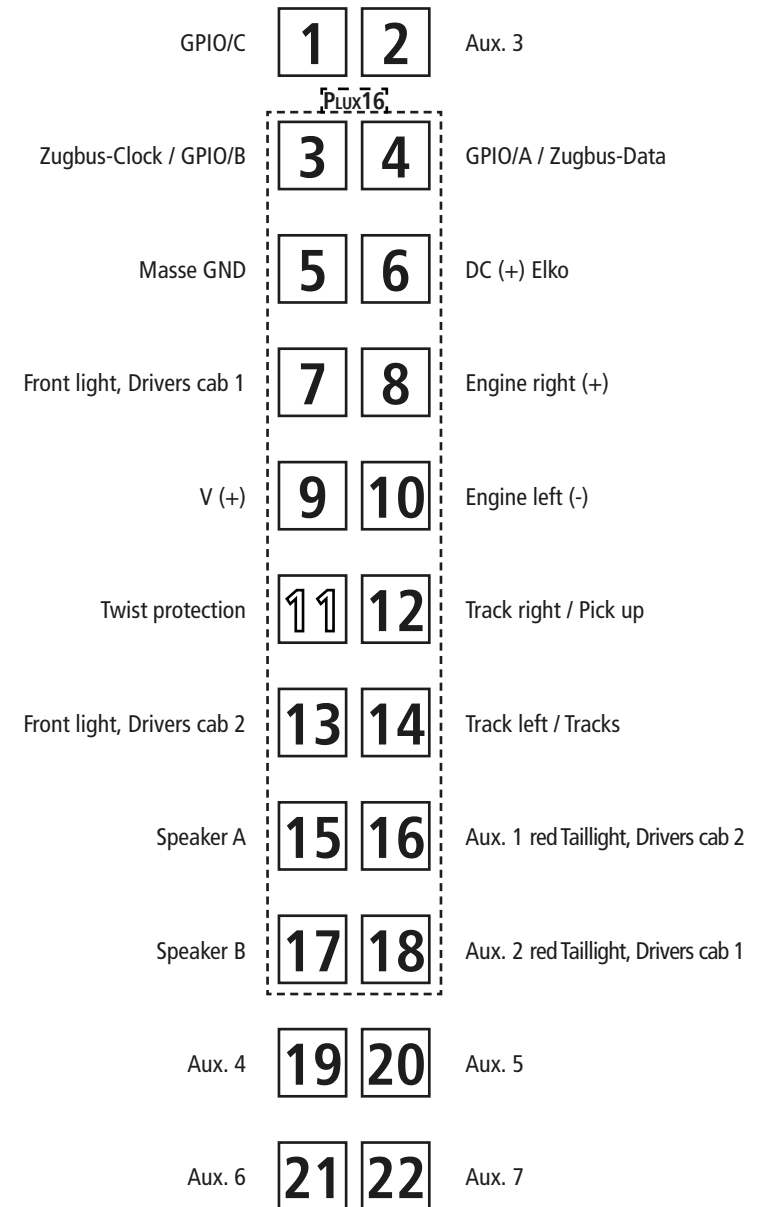 GPIO/C 1 2 Aux. 3
PLUX16
Zugbus-Clock / GPIO/B 3 4 GPIO/A / Zugbus-Data
Masse GND 5 6 DC (+) Elko
Front light, Drivers cab 1 7 8 Engine right (+)
V (+) 9 10 Engine left (-)
Twist protection 11 12 Track right / Pick up
Front light, Drivers cab 2 13 14 Track left / Tracks
Speaker A 15 16 Aux. 1 red Taillight, Drivers cab 2
Speaker B 17 18 Aux. 2 red Taillight, Drivers cab 1
Aux. 4 19 20 Aux. 5
Aux. 6 21 22 Aux. 7